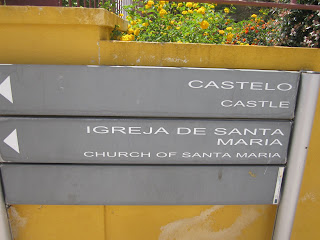 CASTELO
CASTLE
IGREJA DE SANTA
MARIA
CHURCH OF SANTA MARIA